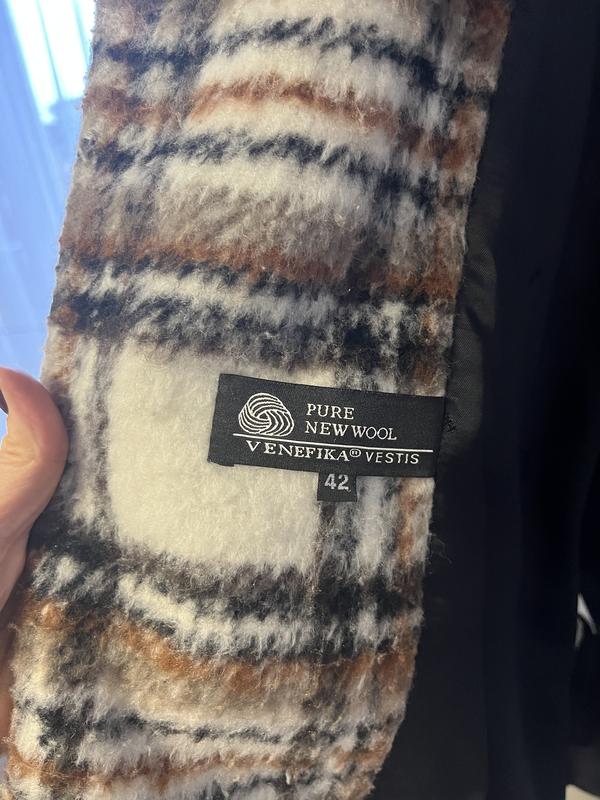 PURE
NEW WOOL
VENEFIKA® VESTIS
42